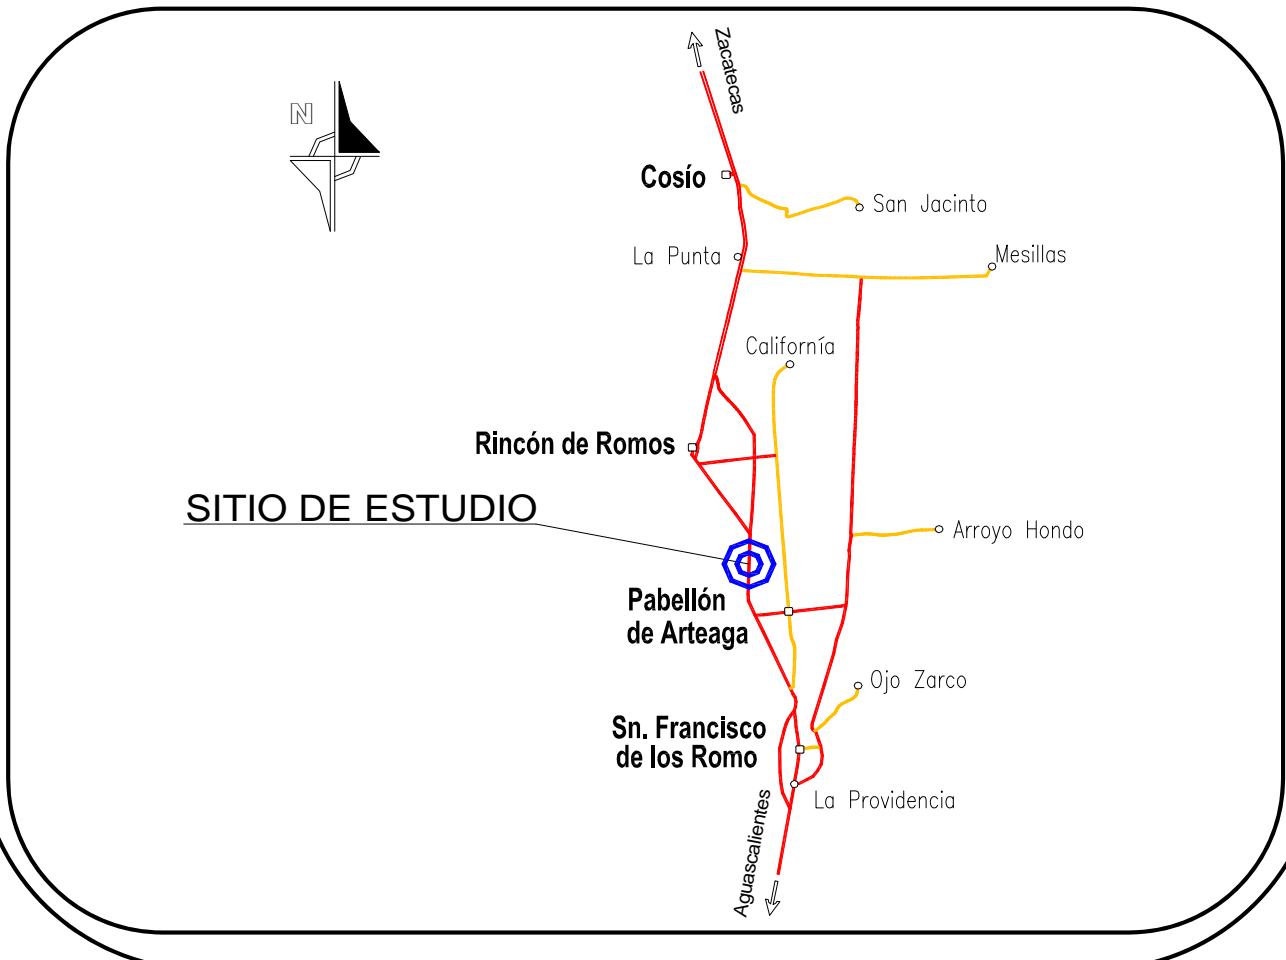 Zacatecas
N
Cosío
San Jacinto
La Punta
Mesillas
Califormía
Rincón de Romos
SITIO DE ESTUDIO
Arroyo Hondo
Pabellón
de Arteaga
Ojo Zarco
Sn. Francisco
de los Romo
La Providencia
Aguascalientes